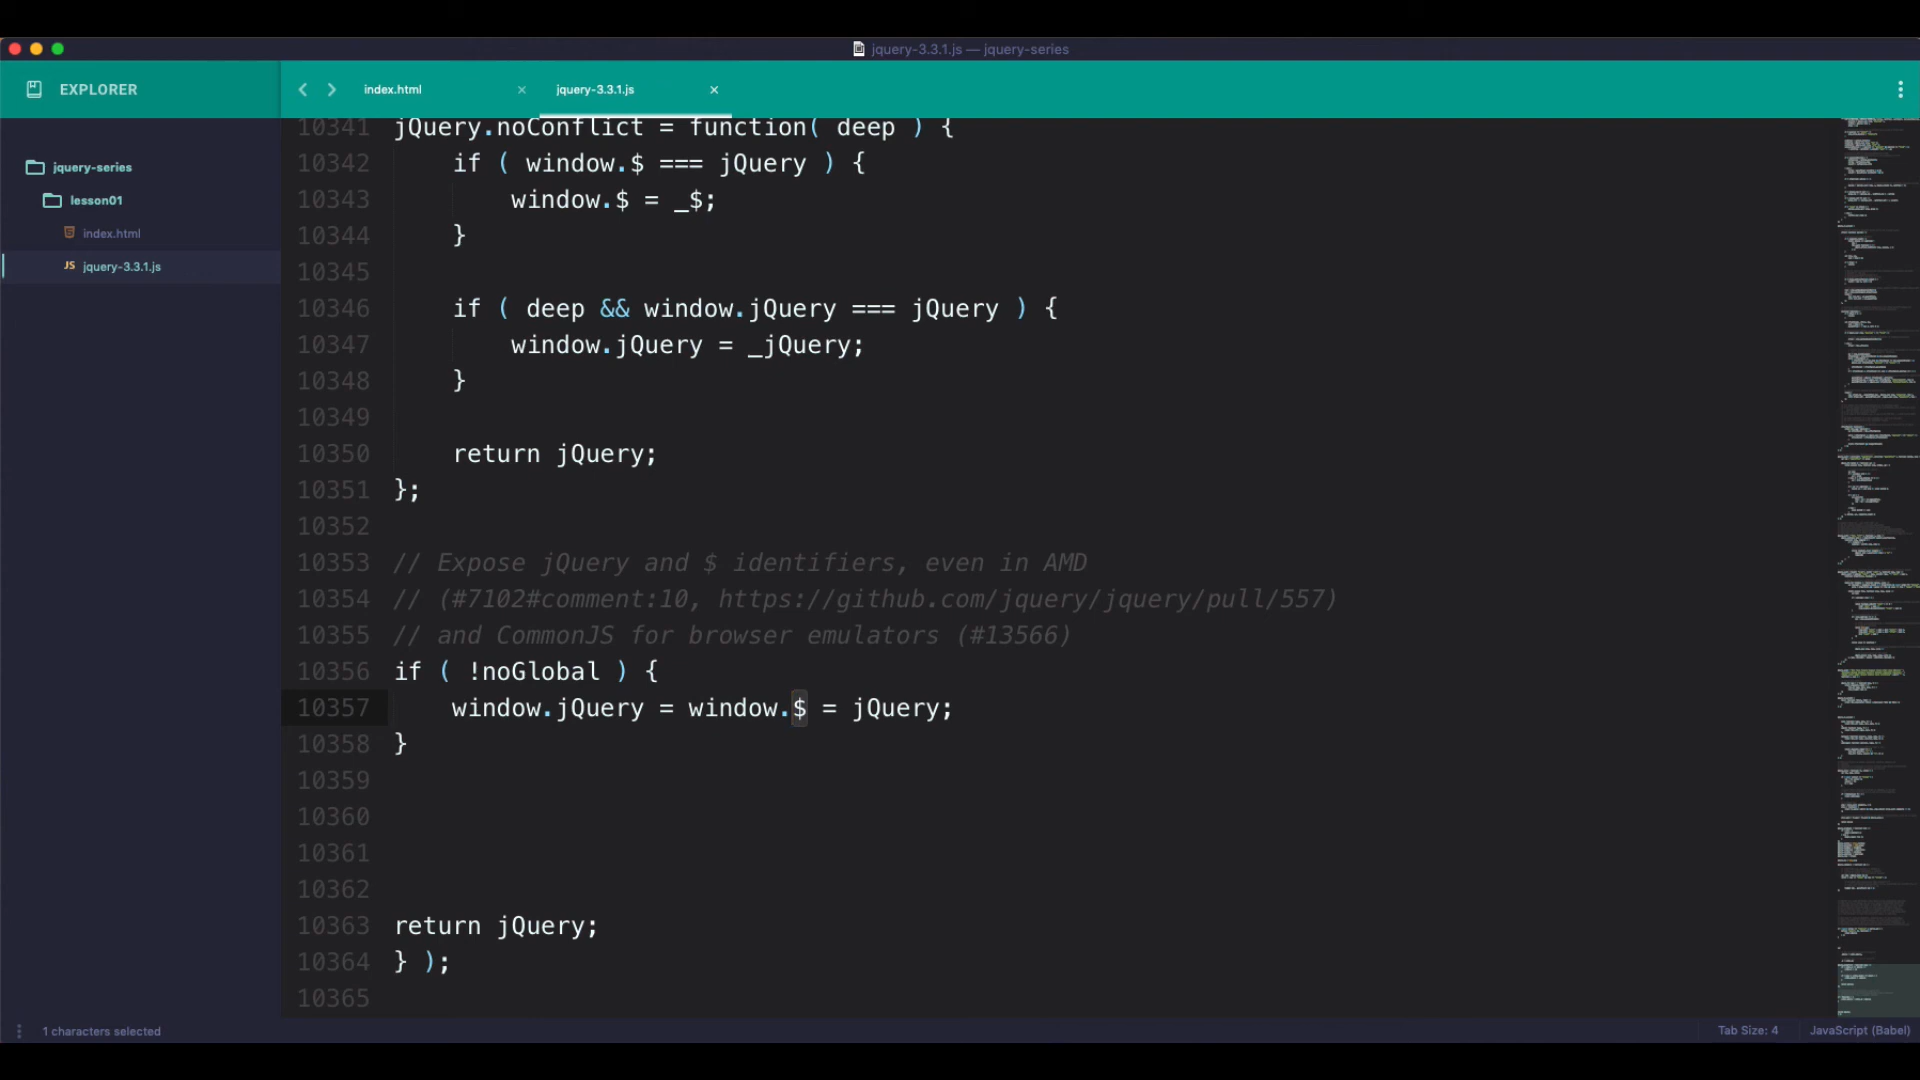 jquery-3.3.1.js — jquery-series
EXPLORER
index.html
jquery-3.3.1.js
jquery-series
lesson01
index.html
JS jquery-3.3.1.js
10341 jQuery.noConflict = function( deep ) {
10342     if ( window.$ === jQuery ) {
10343         window.$ = _$;
10344     }
10345
10346     if ( deep && window.jQuery === jQuery ) {
10347         window.jQuery = _jQuery;
10348     }
10349
10350     return jQuery;
10351 };
10352
10353 // Expose jQuery and $ identifiers, even in AMD
10354 // (#7102#comment:10, https://github.com/jquery/jquery/pull/557)
10355 // and CommonJS for browser emulators (#13566)
10356 if ( !noGlobal ) {
10357     window.jQuery = window.$ = jQuery;
10358 }
10359
10360
10361
10362
10363 return jQuery;
10364 } );
10365
1 characters selected
Tab Size: 4
JavaScript (Babel)